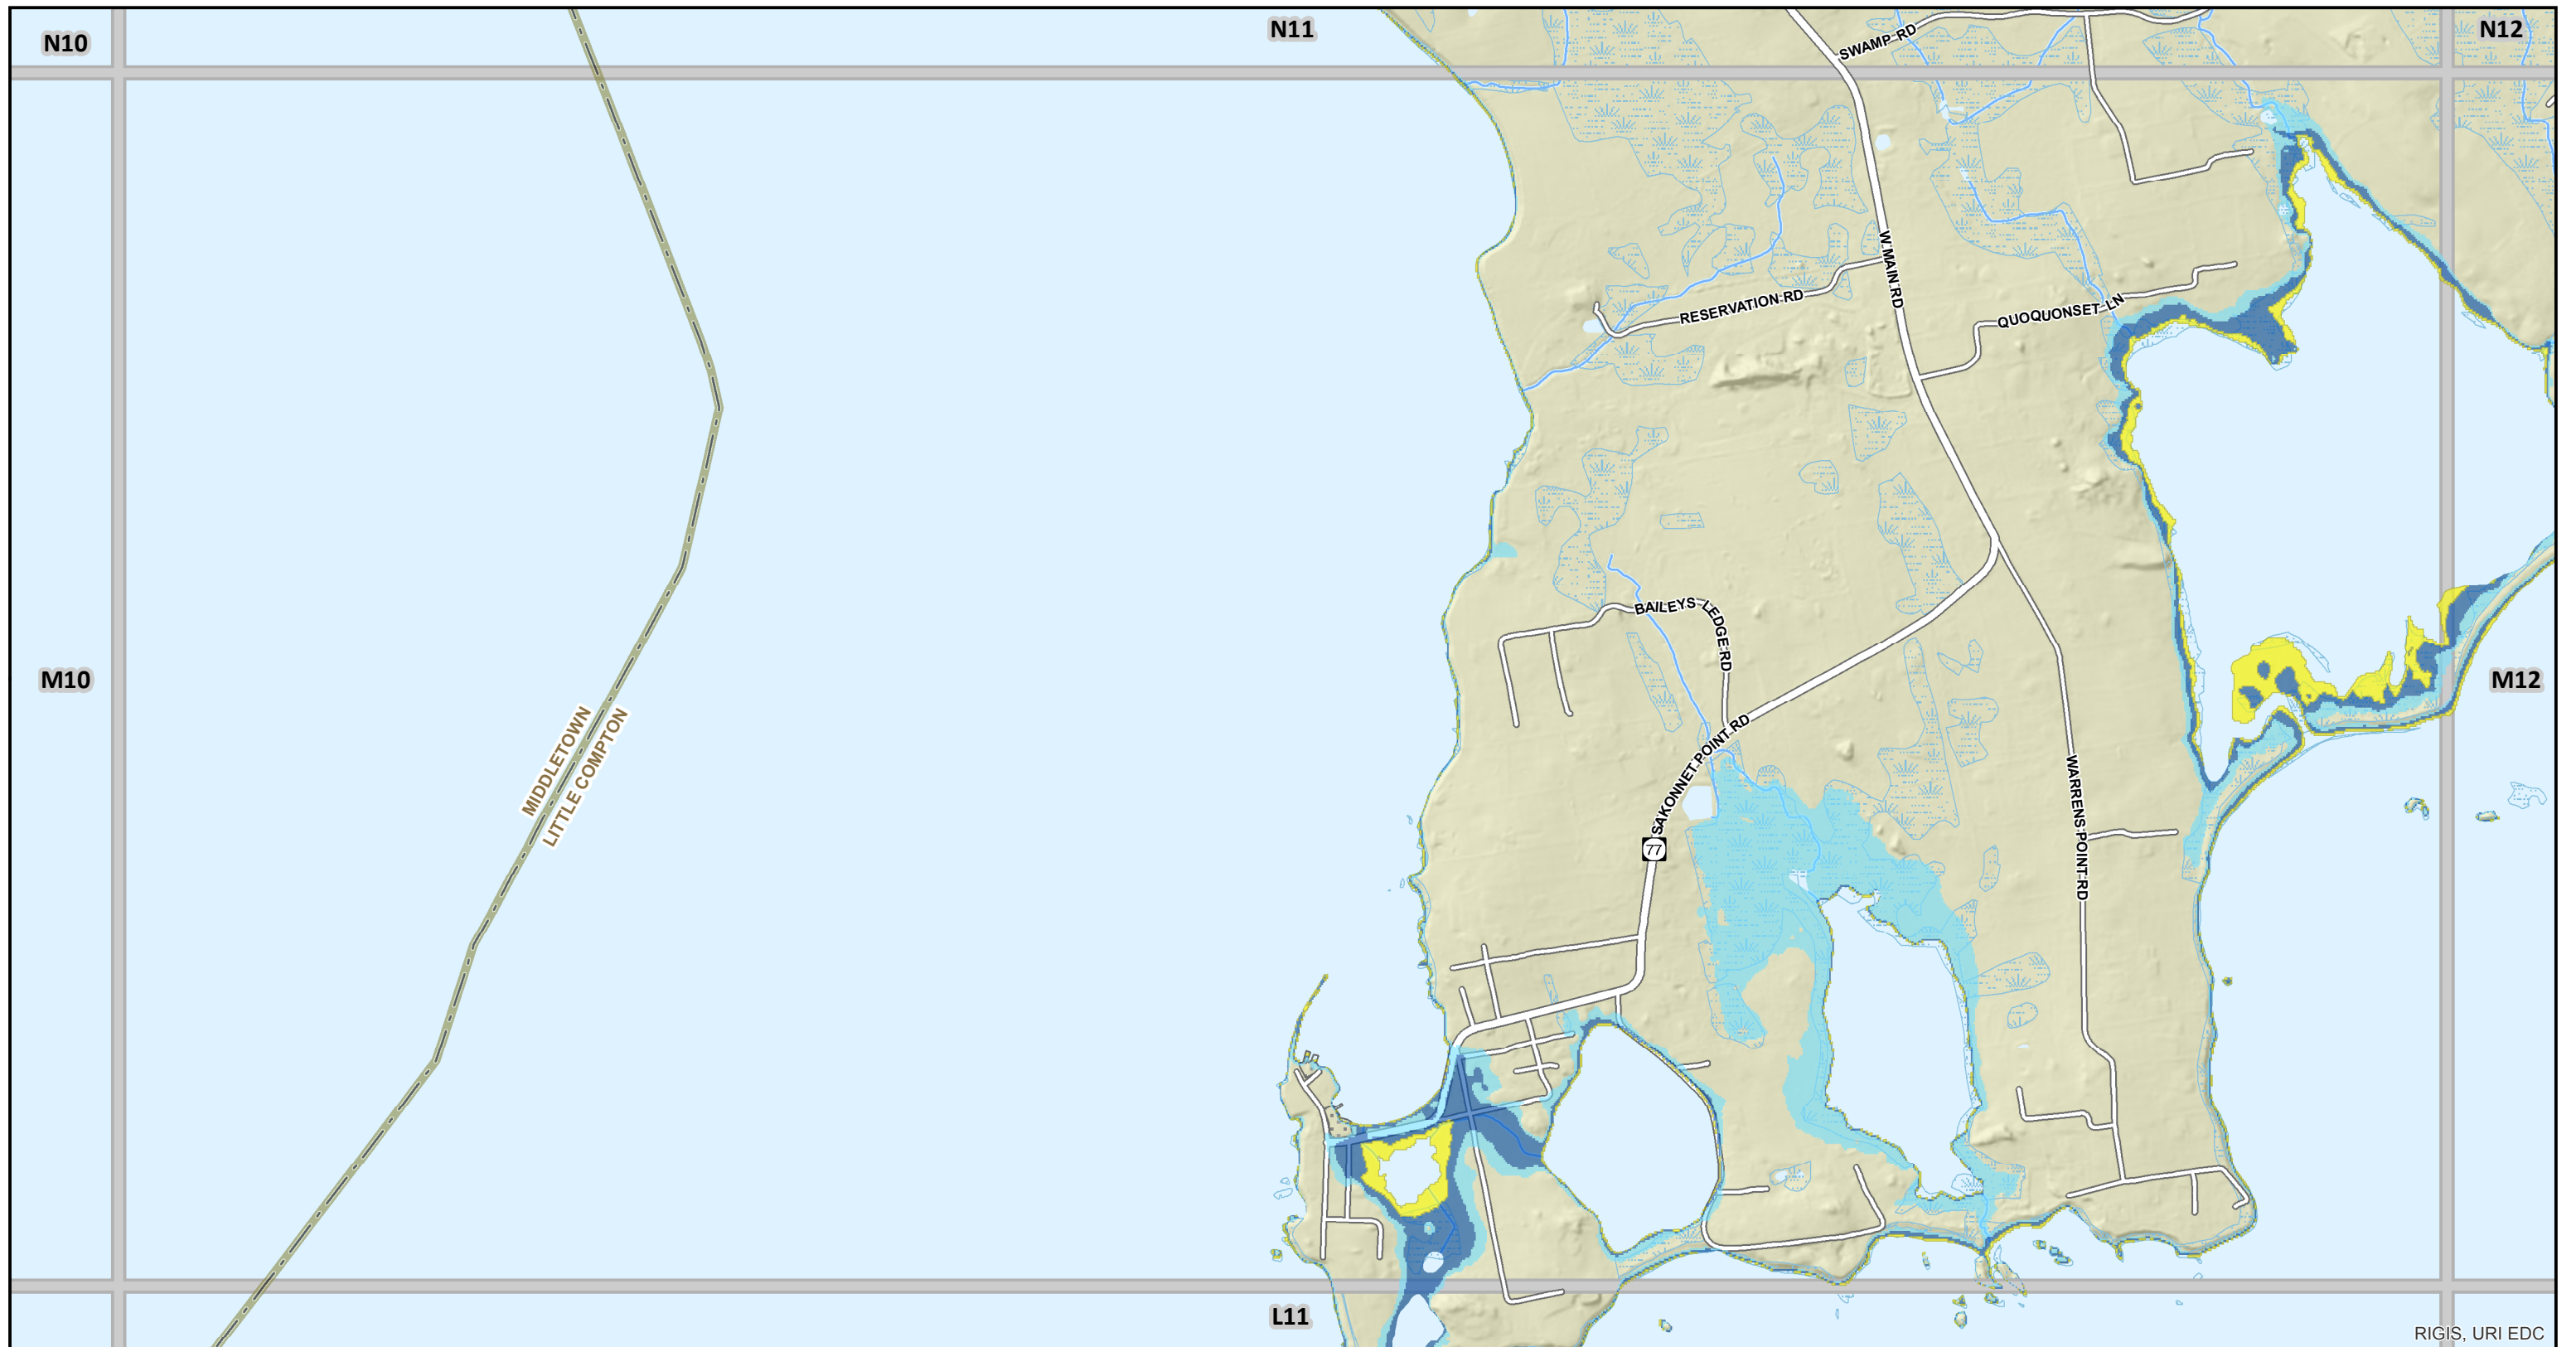 N10
N11
N12
SWAMP RD
W MAIN RD
RESERVATION RD
QUOQUONSET LN
BAILEYS LEDGE RD
M10
M12
MIDDLETOWN
LITTLE COMPTON
SAKONNET POINT RD
77
WARRENS POINT RD
L11
RIGIS, URI EDC